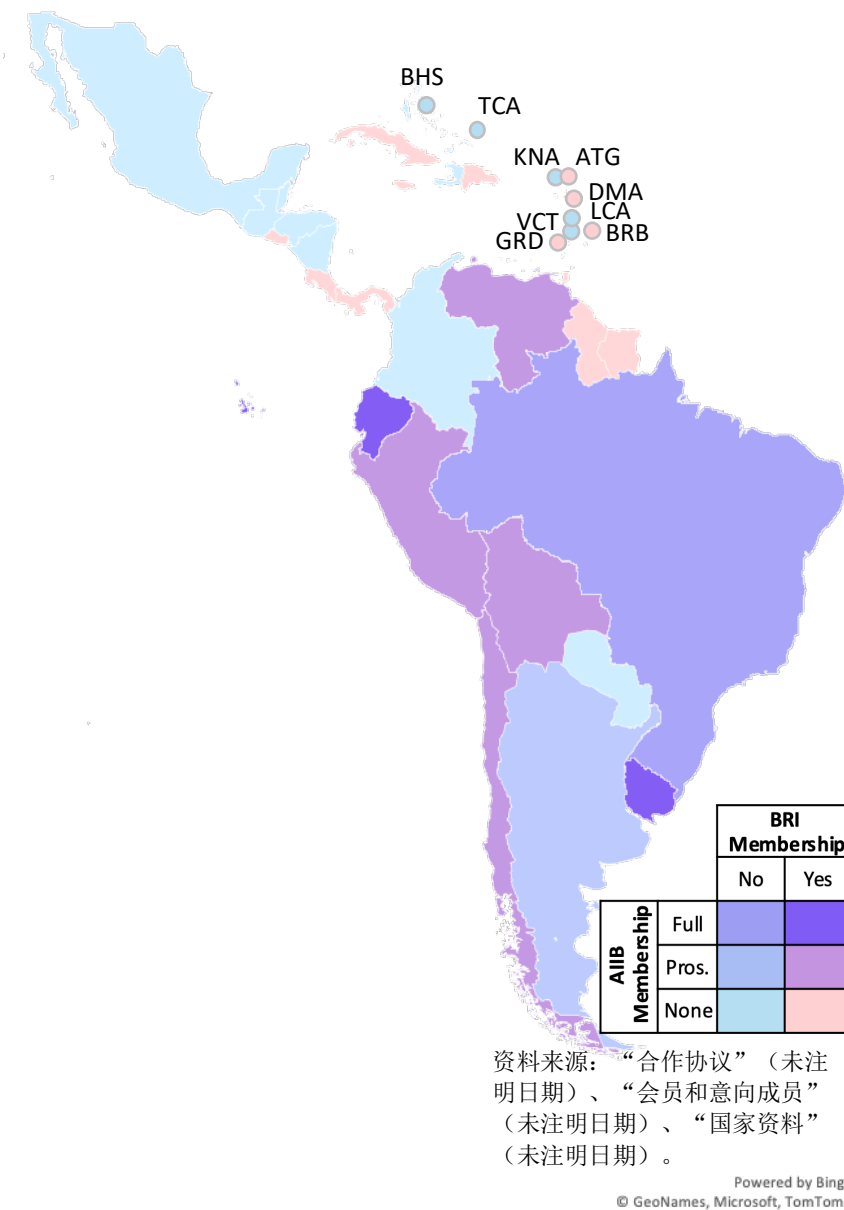 BHS
TCA
KNA ATG
DMA
LCA
VCT
BRB
GRD
BRI
Membership
No Yes
AIIB
Membership
Full
Pros.
None
资料来源：“合作协议”（未注
明日期）、“会员和意向成员”
（未注明日期）、“国家资料”
（未注明日期）。
Powered by Bing
© GeoNames, Microsoft, TomTom